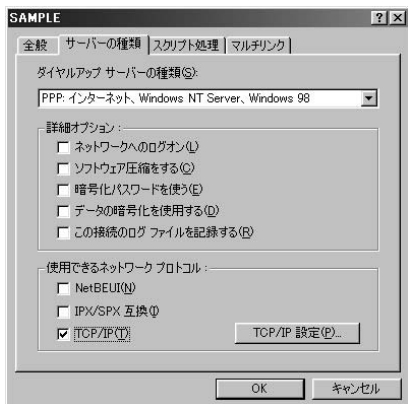 SAMPLE
全般 サーバーの種類 スクリプト処理 マルチリンク
ダイヤルアップ サーバーの種類(S):
PPP: インターネット、Windows NT Server、Windows 98
詳細オプション :
ネットワークへのログオン(L)
ソフトウェア圧縮をする(C)
暗号化パスワードを使う(E)
データの暗号化を使用する(D)
この接続のログ ファイルを記録する(R)
使用できるネットワーク プロトコル :
NetBEUI(N)
IPX/SPX 互換(I)
TCP/IP(T)
TCP/IP 設定(P)...
OK キャンセル